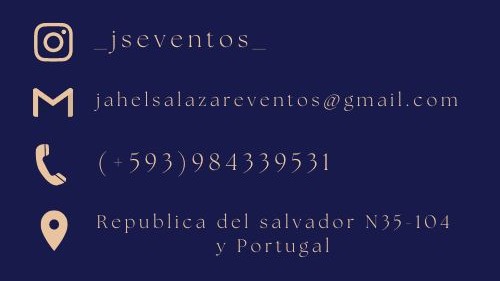 _jseventos_
jahelsalazareventos@gmail.com
(+593)984339531
Republica del salvador N35-104
y Portugal